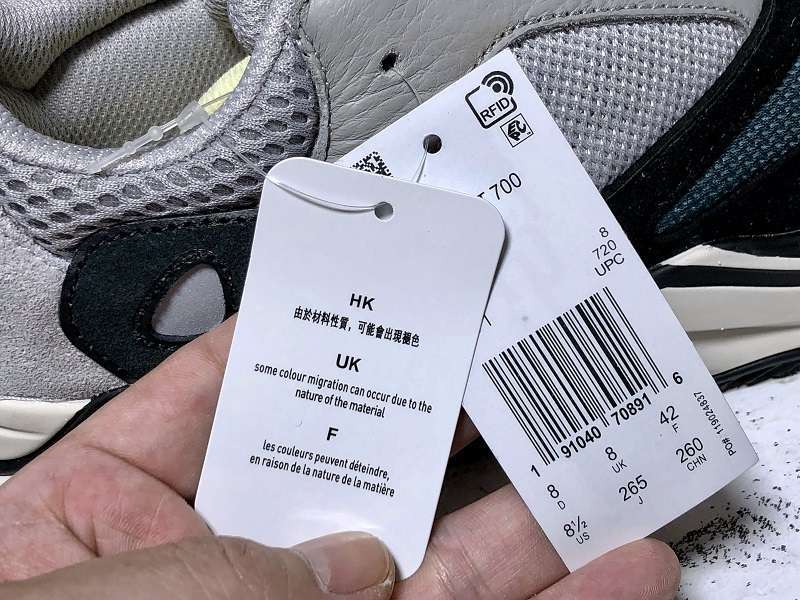 HK
由於材料性質，可能會出現褪色
UK
some colour migration can occur due to the
nature of the material
F
les couleurs peuvent déteindre,
en raison de la nature de la matière
RFID
700
8
720
UPC
1 91040 70891 6
8
D
8
UK
42
F
8½
US
265
J
260
CHN
PO# 119024837